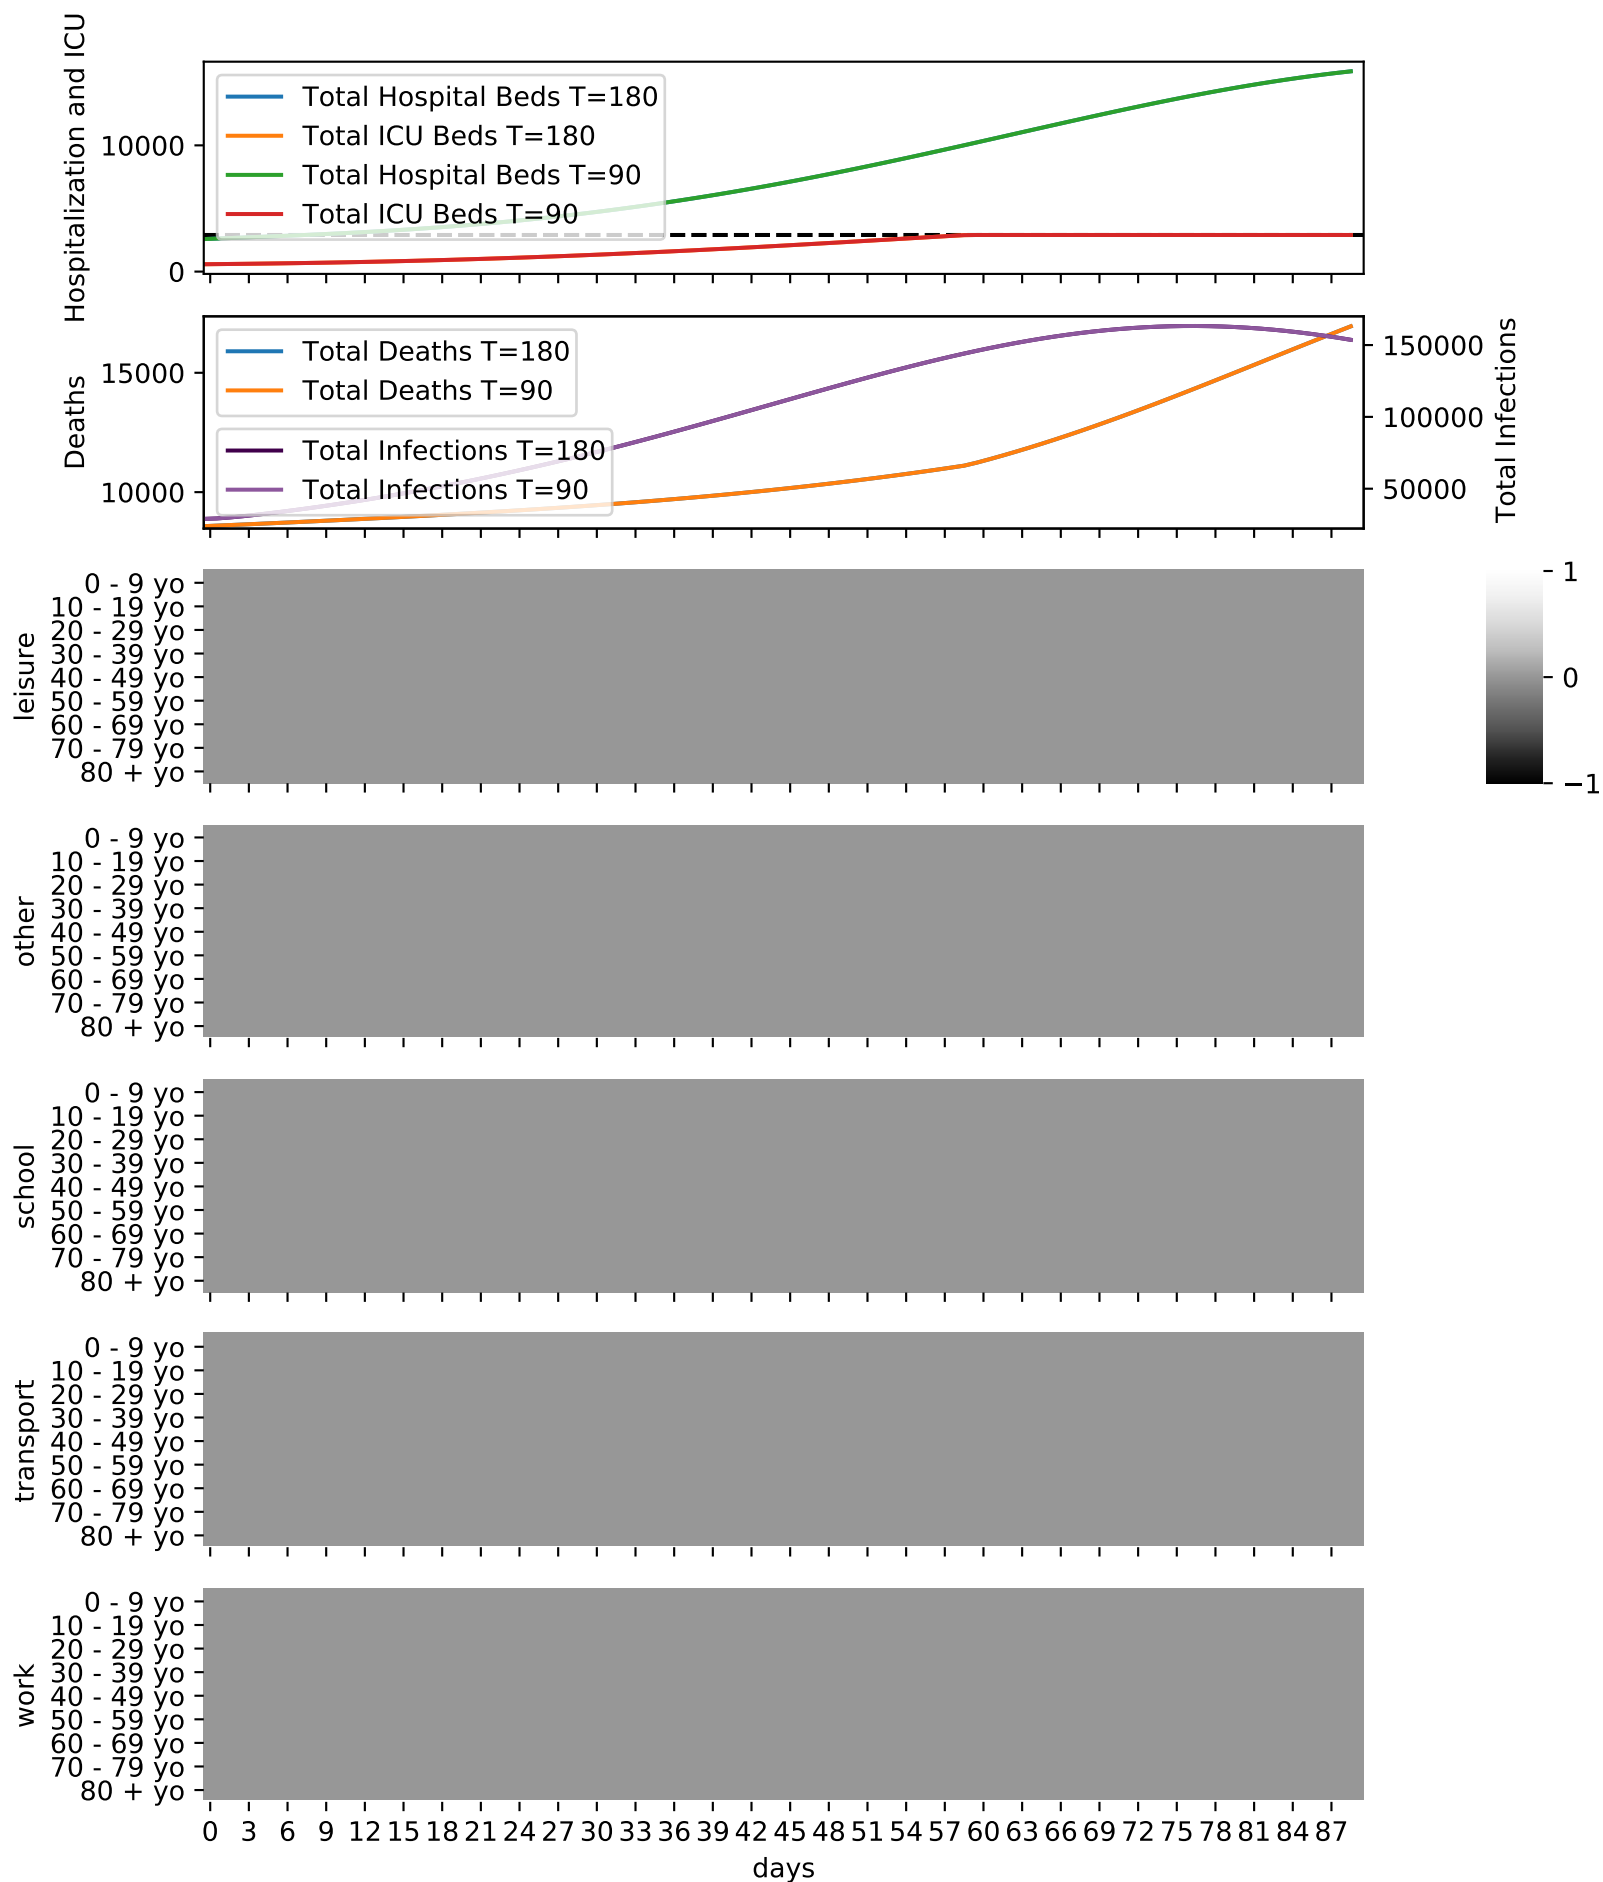 Hospitalization and ICU
10000
0
Total Hospital Beds T=180
Total ICU Beds T=180
Total Hospital Beds T=90
Total ICU Beds T=90
Deaths
15000
10000
Total Deaths T=180
Total Deaths T=90
Total Infections T=180
Total Infections T=90
150000
100000
50000
Total Infections
leisure
0 - 9 yo
10 - 19 yo
20 - 29 yo
30 - 39 yo
40 - 49 yo
50 - 59 yo
60 - 69 yo
70 - 79 yo
80 + yo
1
0
−1
other
0 - 9 yo
10 - 19 yo
20 - 29 yo
30 - 39 yo
40 - 49 yo
50 - 59 yo
60 - 69 yo
70 - 79 yo
80 + yo
school
0 - 9 yo
10 - 19 yo
20 - 29 yo
30 - 39 yo
40 - 49 yo
50 - 59 yo
60 - 69 yo
70 - 79 yo
80 + yo
transport
0 - 9 yo
10 - 19 yo
20 - 29 yo
30 - 39 yo
40 - 49 yo
50 - 59 yo
60 - 69 yo
70 - 79 yo
80 + yo
work
0 - 9 yo
10 - 19 yo
20 - 29 yo
30 - 39 yo
40 - 49 yo
50 - 59 yo
60 - 69 yo
70 - 79 yo
80 + yo
0 3 6 9 12 15 18 21 24 27 30 33 36 39 42 45 48 51 54 57 60 63 66 69 72 75 78 81 84 87
days